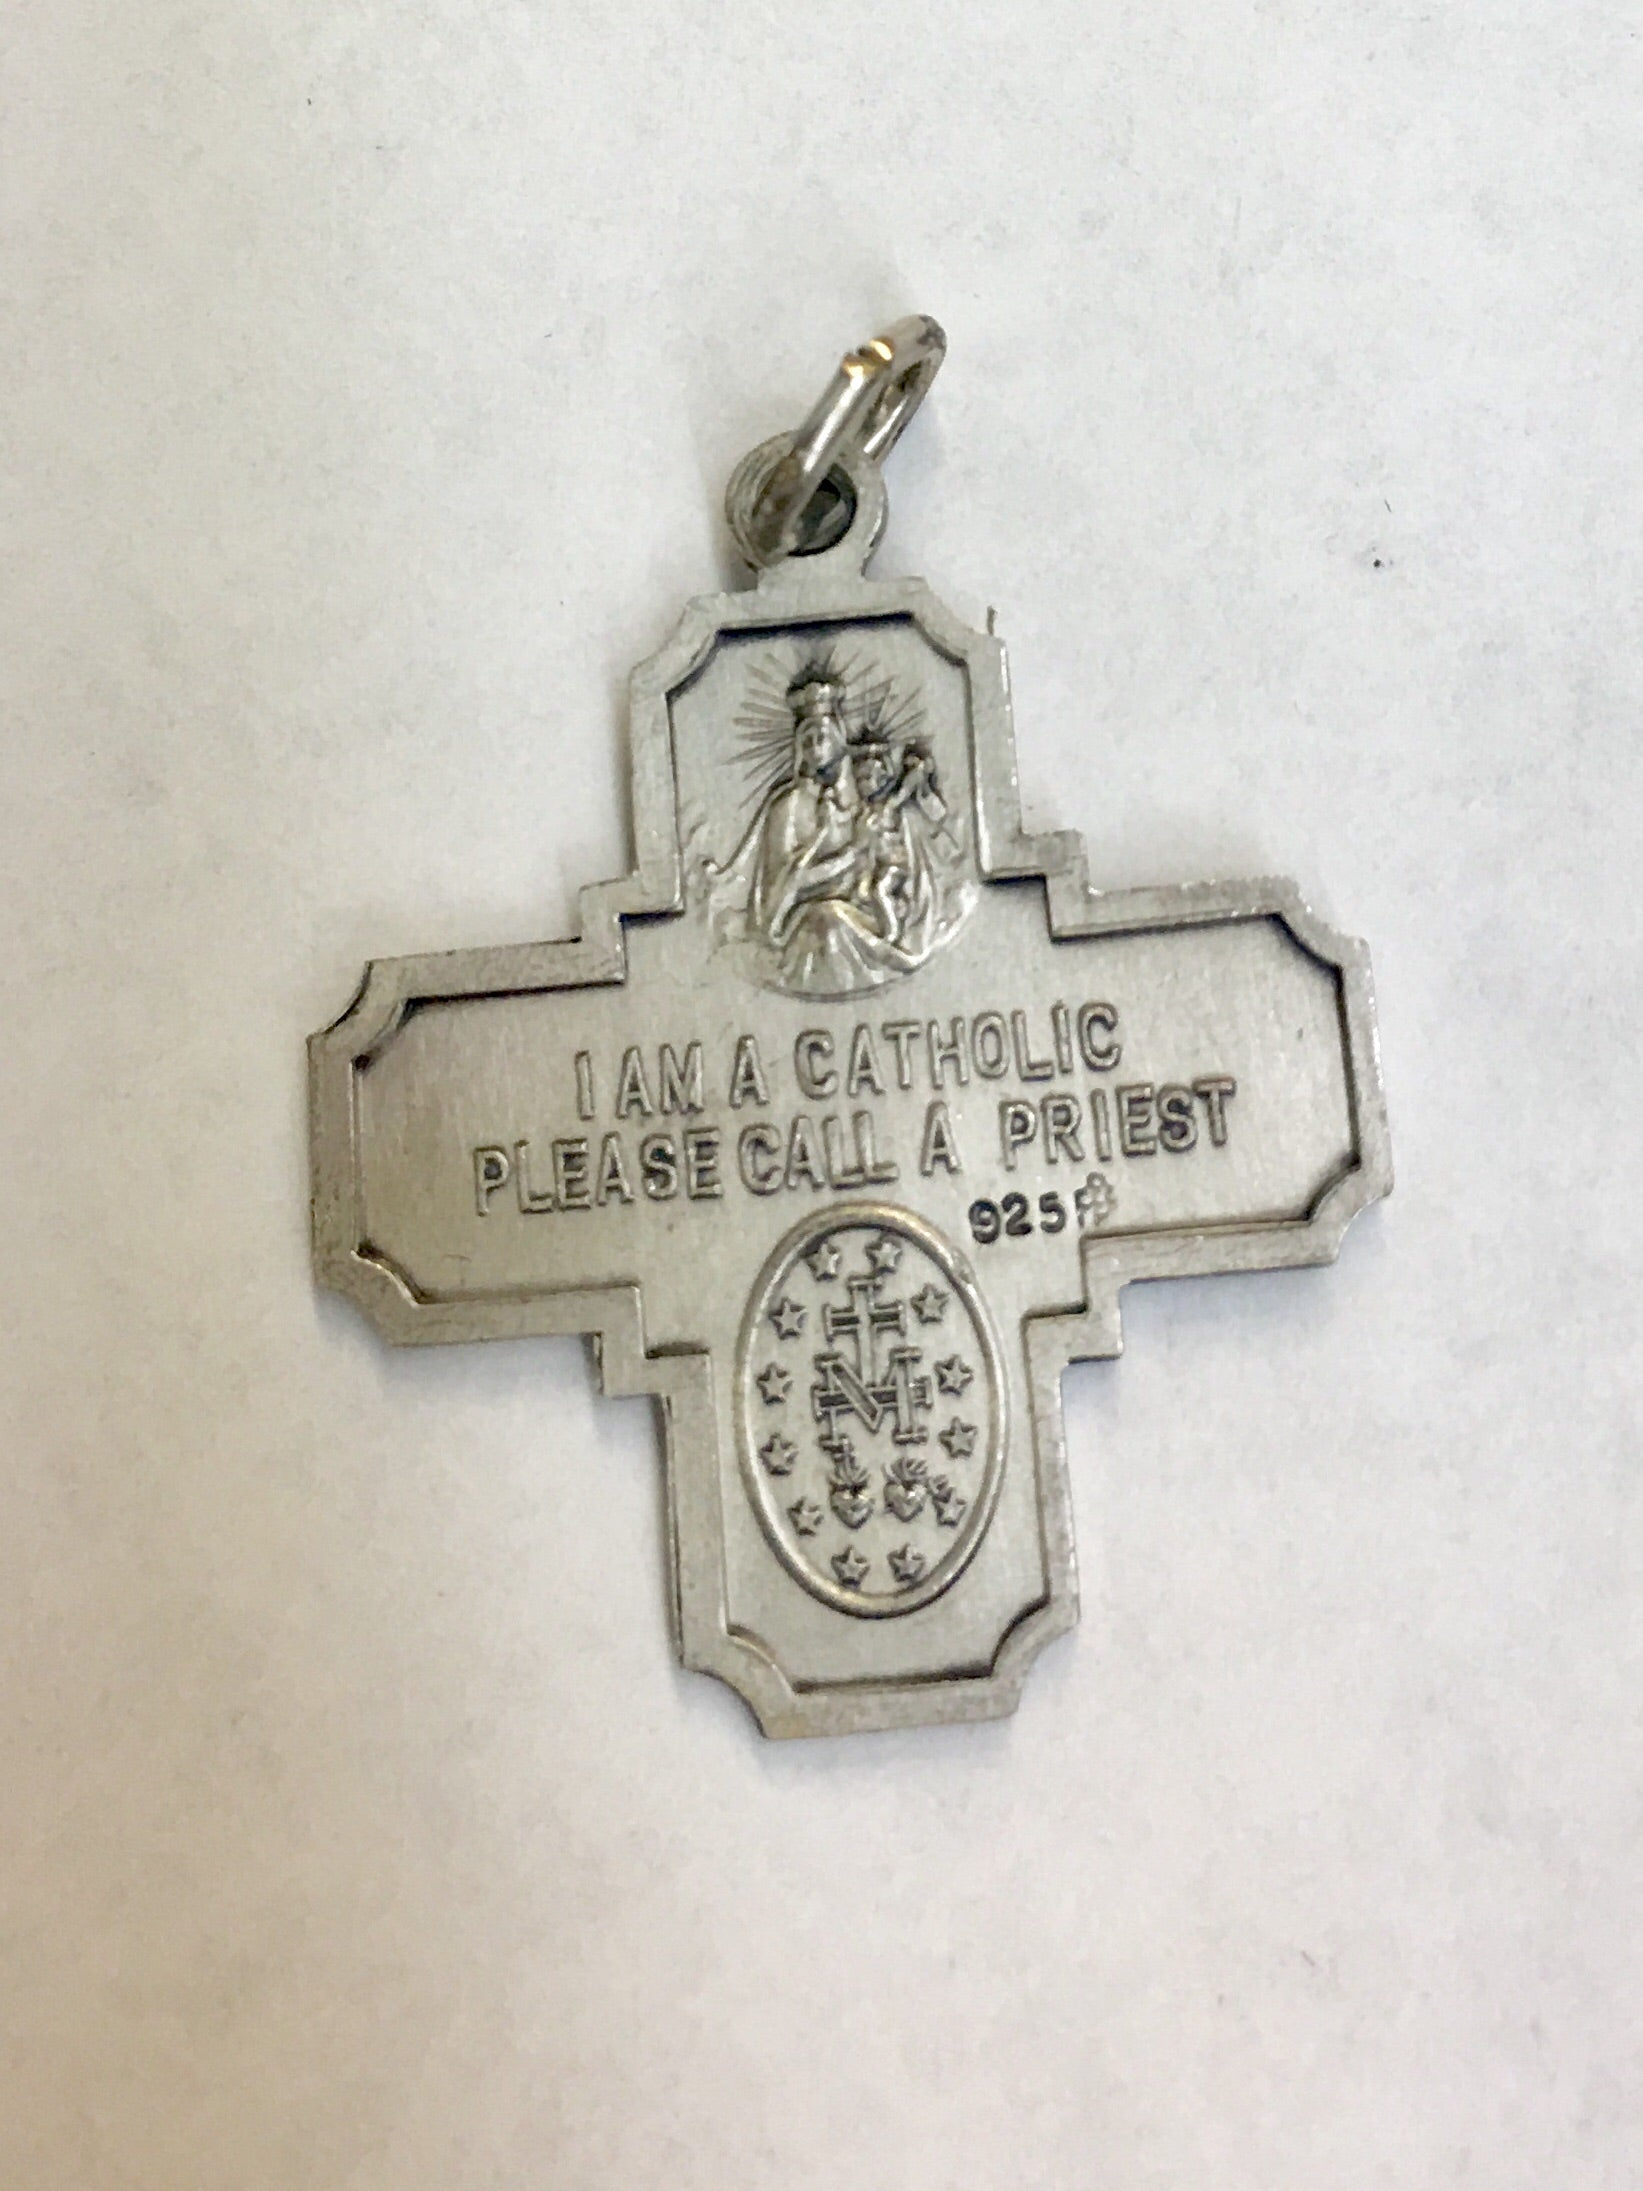 I AM A CATHOLIC
PLEASE CALL A PRIEST
925
M